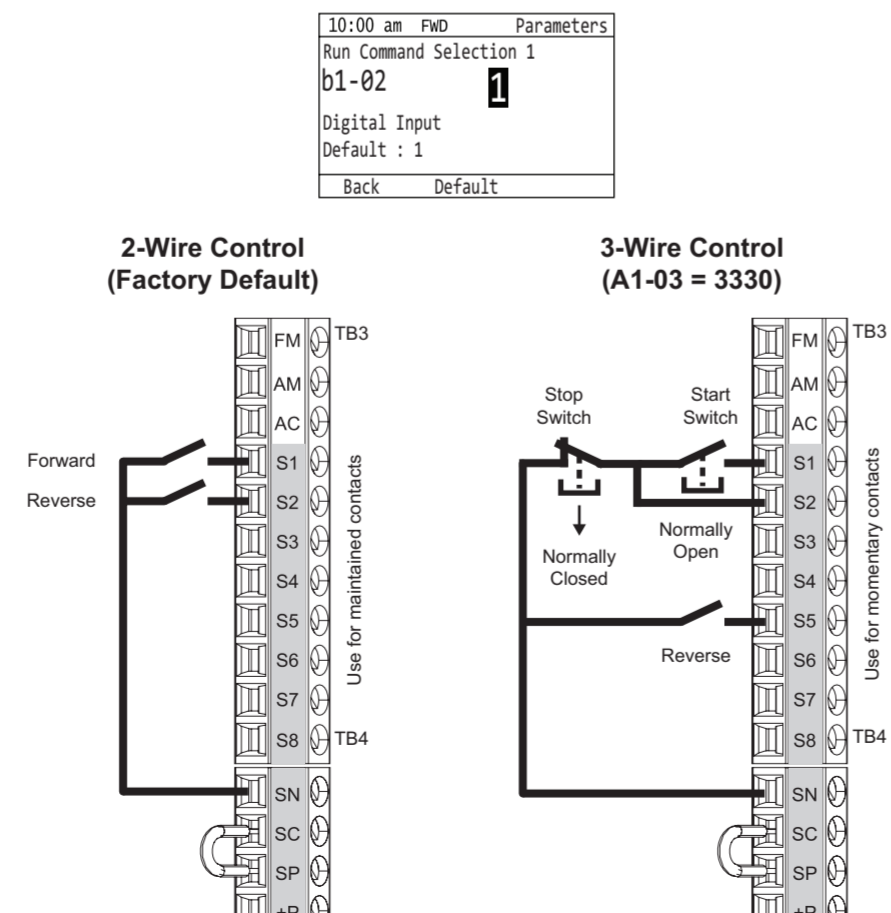 10:00 am FWD Parameters
Run Command Selection 1
b1-02 1
Digital Input
Default : 1
Back Default
2-Wire Control
(Factory Default)
FM TB3
AM
AC
Forward S1
Reverse S2
S3
S4
S5
S6
S7
S8 TB4
SN
SC
SP
Use for maintained contacts
3-Wire Control
(A1-03 = 3330)
FM TB3
AM
AC
Stop
Switch
Start
Switch
S1
S2
Normally
Open
Normally
Closed
S3
S4
S5
Reverse
S6
S7
S8 TB4
SN
SC
SP
Use for momentary contacts